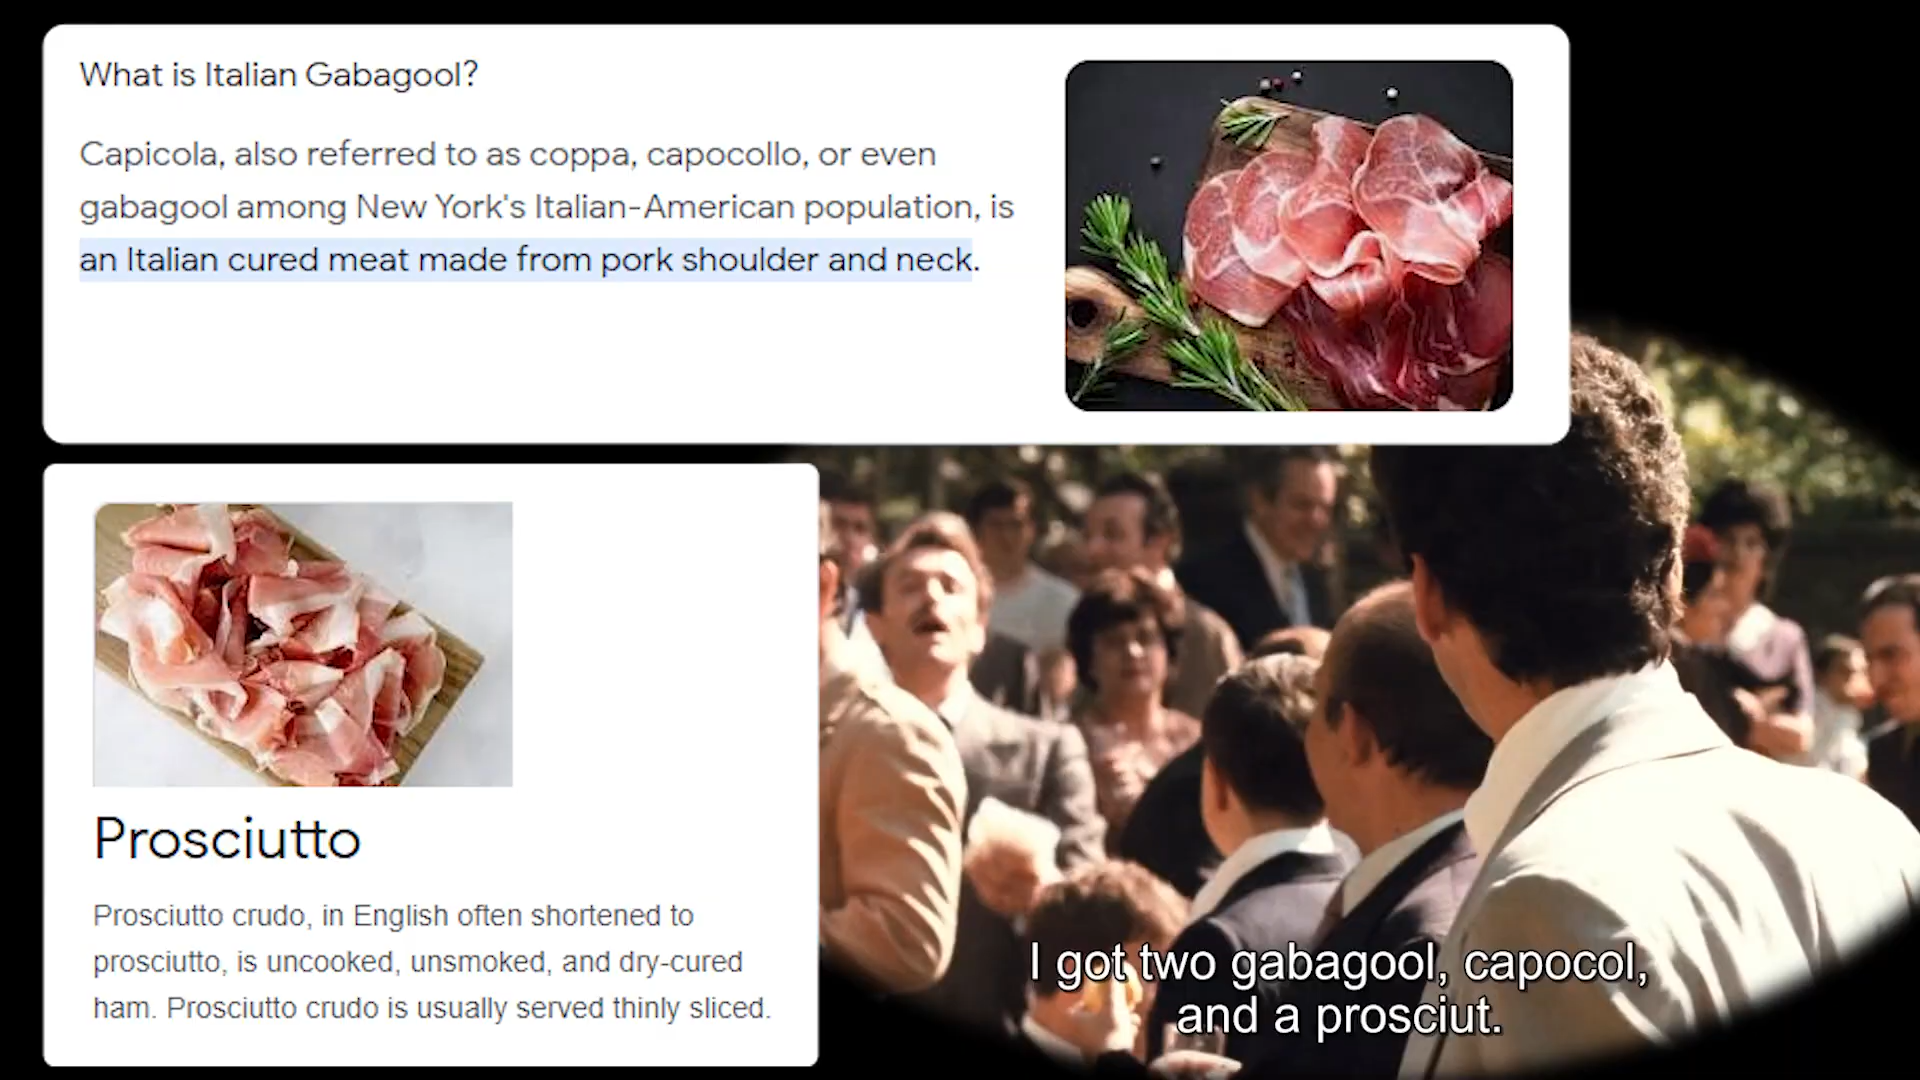 What is Italian Gabagool?
Capicola, also referred to as coppa, capocollo, or even
gabagool among New York's Italian-American population, is
an Italian cured meat made from pork shoulder and neck.
Prosciutto
Prosciutto crudo, in English often shortened to
prosciutto, is uncooked, unsmoked, and dry-cured
ham. Prosciutto crudo is usually served thinly sliced.
I got two gabagool, capocol,
and a prosciut.